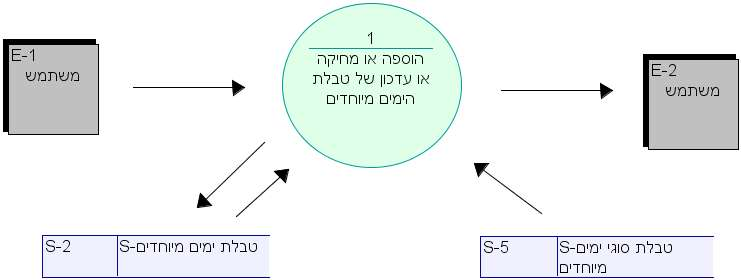 E-1
משתמש
1
הוספה או מחיקה
או עדכון של טבלת
הימים מיוחדים
E-2
משתמש
S-2
S-טבלת ימים מיוחדים
S-5
S-טבלת סוגי ימים
מיוחדים